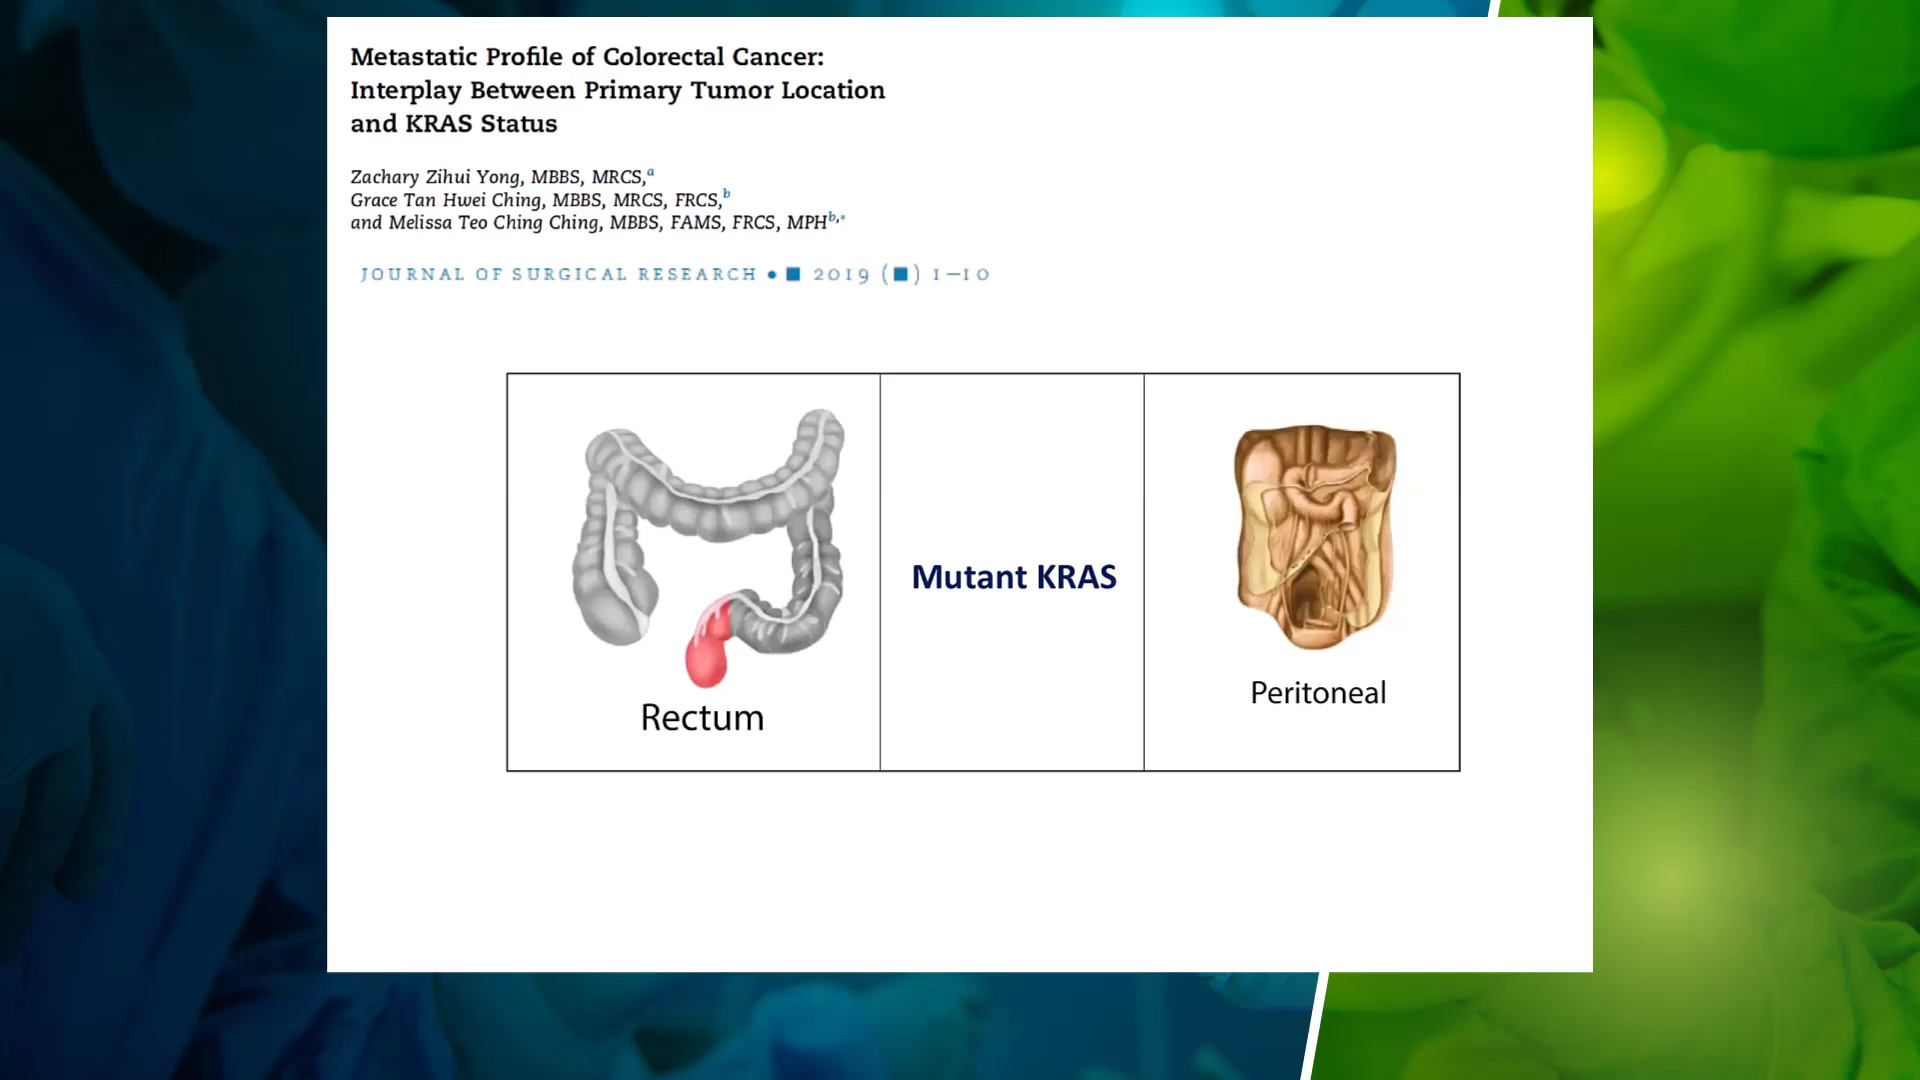 Metastatic Profile of Colorectal Cancer:
Interplay Between Primary Tumor Location
and KRAS Status
Zachary Zihui Yong, MBBS, MRCS,a
Grace Tan Hwei Ching, MBBS, MRCS, FRCS,b
and Melissa Teo Ching Ching, MBBS, FAMS, FRCS, MPHb,*
JOURNAL OF SURGICAL RESEARCH • ■ 2019 (■) 1–10
Mutant KRAS
Peritoneal
Rectum